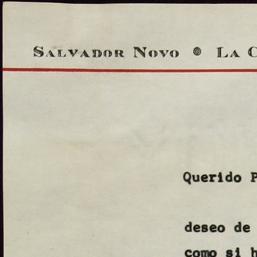 SALVADOR NOVO LA
Querido
deseo de
como si